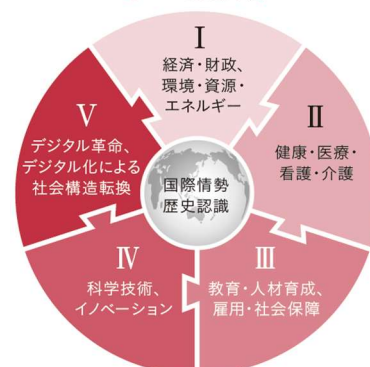 I
経済・財政、
環境・資源・
エネルギー
II
健康・医療・
看護・介護
III
教育・人材育成、
雇用・社会保障
IV
科学技術、
イノベーション
V
デジタル革命、
デジタル化による
社会構造転換
国際情勢
歴史認識